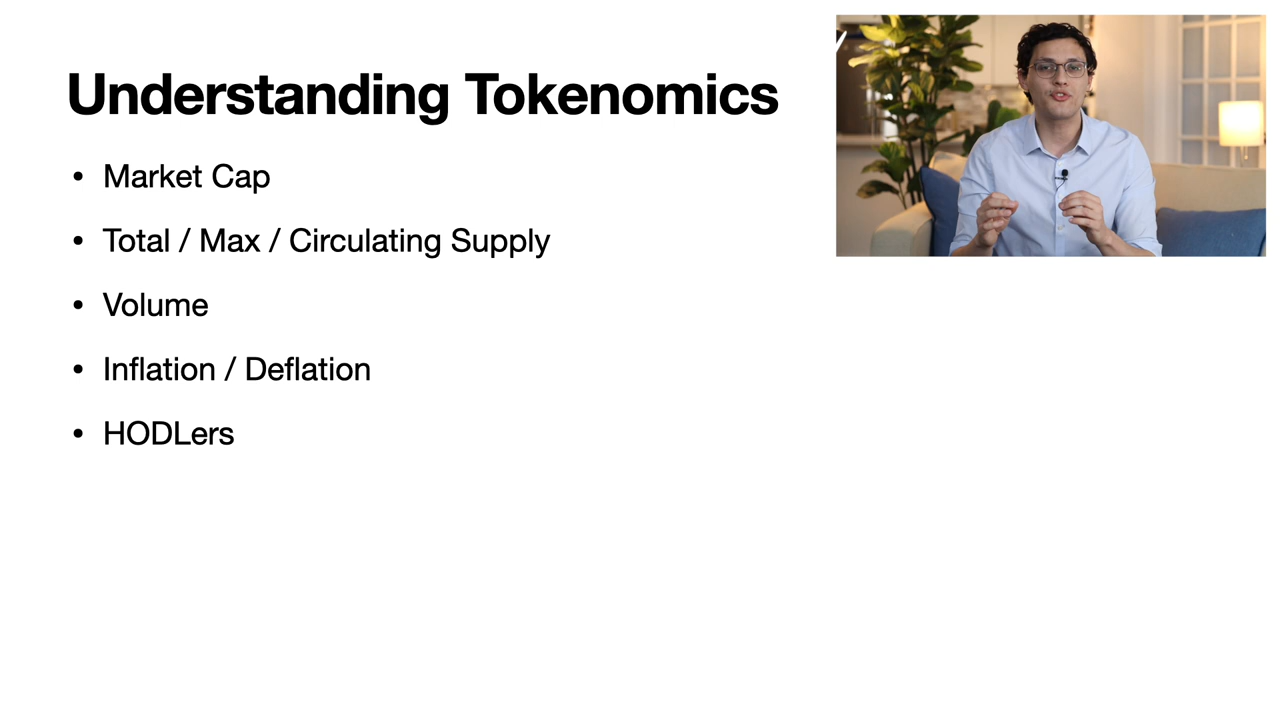 Understanding Tokenomics
• Market Cap
• Total / Max / Circulating Supply
• Volume
• Inflation / Deflation
• HODLers